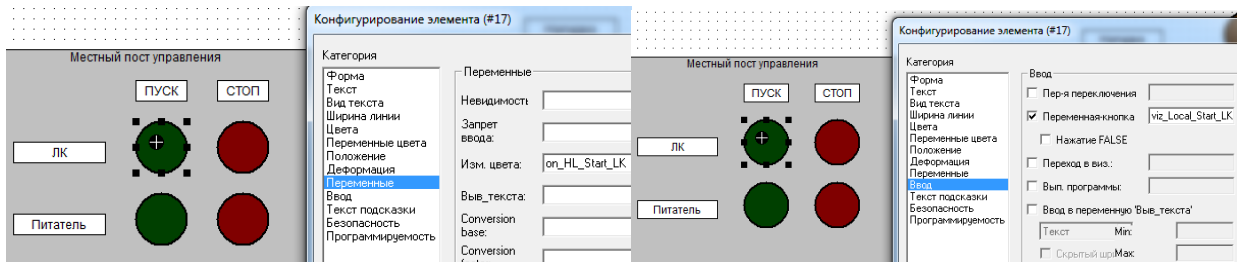 Местный пост управления
ПУСК
СТОП
ЛК
Питатель
Конфигурирование элемента (#17)
Категория
Форма
Текст
Вид текста
Ширина линии
Цвета
Переменные цвета
Положение
Деформация
Переменные
Ввод
Текст подсказки
Безопасность
Программируемость
Переменные
Невидимость
Запрет
ввода:
Изм. цвета:
on_HL_Start_LK
Выв_текста:
Conversion
base:
Conversion
Местный пост управления
ПУСК
СТОП
ЛК
Питатель
Конфигурирование элемента (#17)
Категория
Форма
Текст
Вид текста
Ширина линии
Цвета
Переменные цвета
Положение
Деформация
Переменные
Ввод
Текст подсказки
Безопасность
Программируемость
Ввод
Пер-я переключения
Переменная-кнопка
viz_Local_Start_LK
Нажатие FALSE
Переход в виз.:
Вып. программы:
Ввод в переменную 'Выв_текста'
Текст
Min:
Скрытый шри
Max: